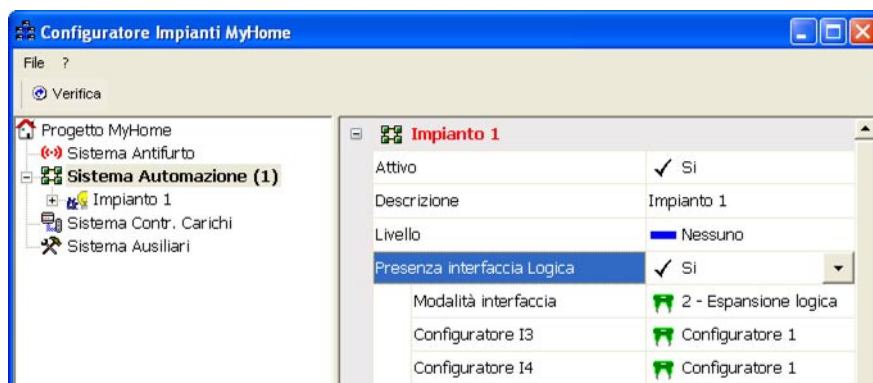 Configuratore Impianti MyHome
File ?
Verifica
Progetto MyHome
Sistema Antifurto
Sistema Automazione (1)
Impianto 1
Sistema Contr. Carichi
Sistema Ausiliari
Impianto 1
Attivo Si
Descrizione Impianto 1
Livello Nessuno
Presenza interfaccia Logica Si
Modalità interfaccia 2 - Espansione logica
Configuratore I3 Configuratore 1
Configuratore I4 Configuratore 1